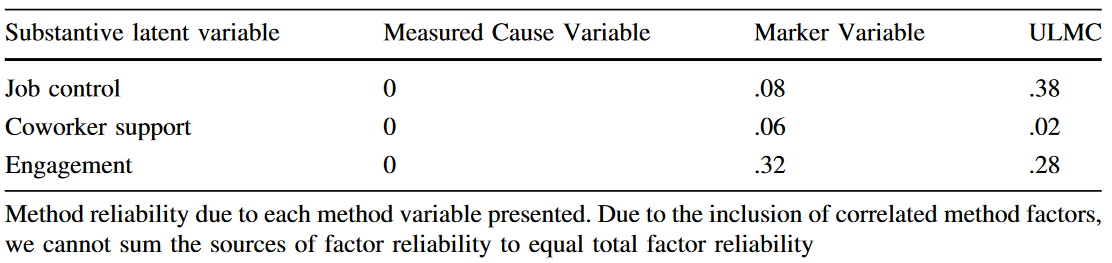 Substantive latent variable Measured Cause Variable Marker Variable ULMC
Job control 0 .08 .38
Coworker support 0 .06 .02
Engagement 0 .32 .28
Method reliability due to each method variable presented. Due to the inclusion of correlated method factors,
we cannot sum the sources of factor reliability to equal total factor reliability